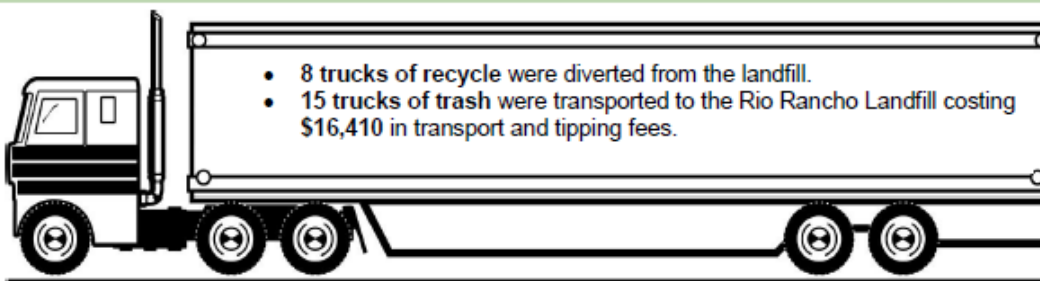 • 8 trucks of recycle were diverted from the landfill.
• 15 trucks of trash were transported to the Rio Rancho Landfill costing
$16,410 in transport and tipping fees.